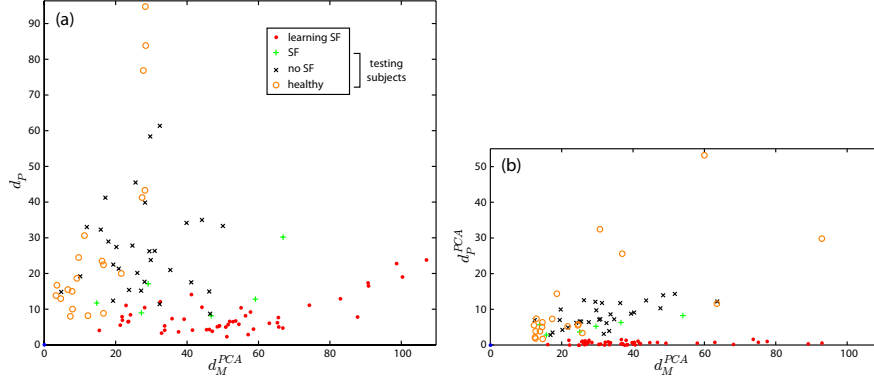 (a)
learning SF
SF
no SF
healthy
testing
subjects
90
80
70
60
50
40
30
20
10
0
d_P
0 20 40 60 80 100
d_M^{PCA}
(b)
50
40
30
20
10
0
d_P^{PCA}
0 20 40 60 80 100
d_M^{PCA}